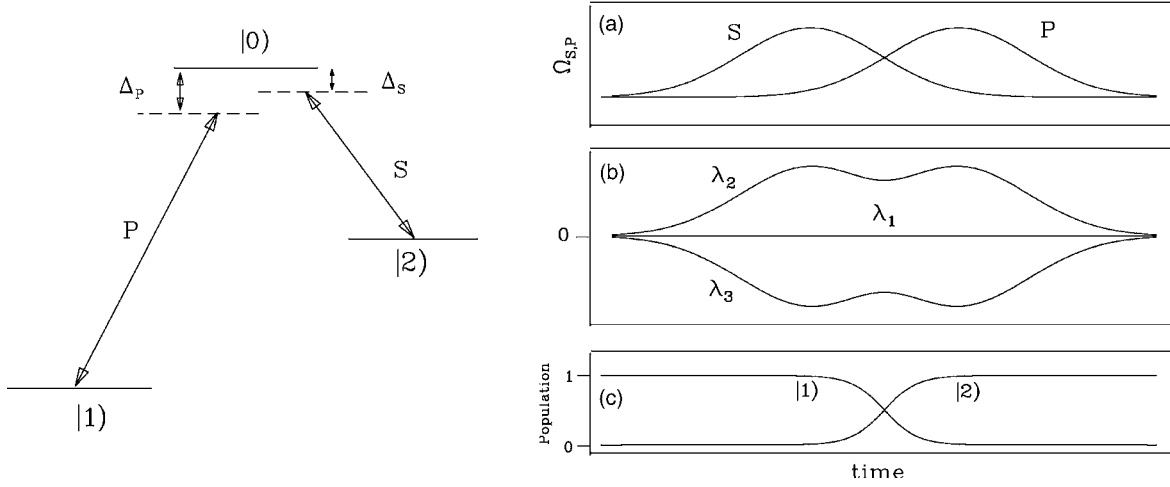 |0)
Δ_P
Δ_S
P
S
|2)
|1)
(a)
S
P
Ω_S,P
(b)
λ_2
λ_1
0
λ_3
(c)
1
|1)
|2)
0
Population
time